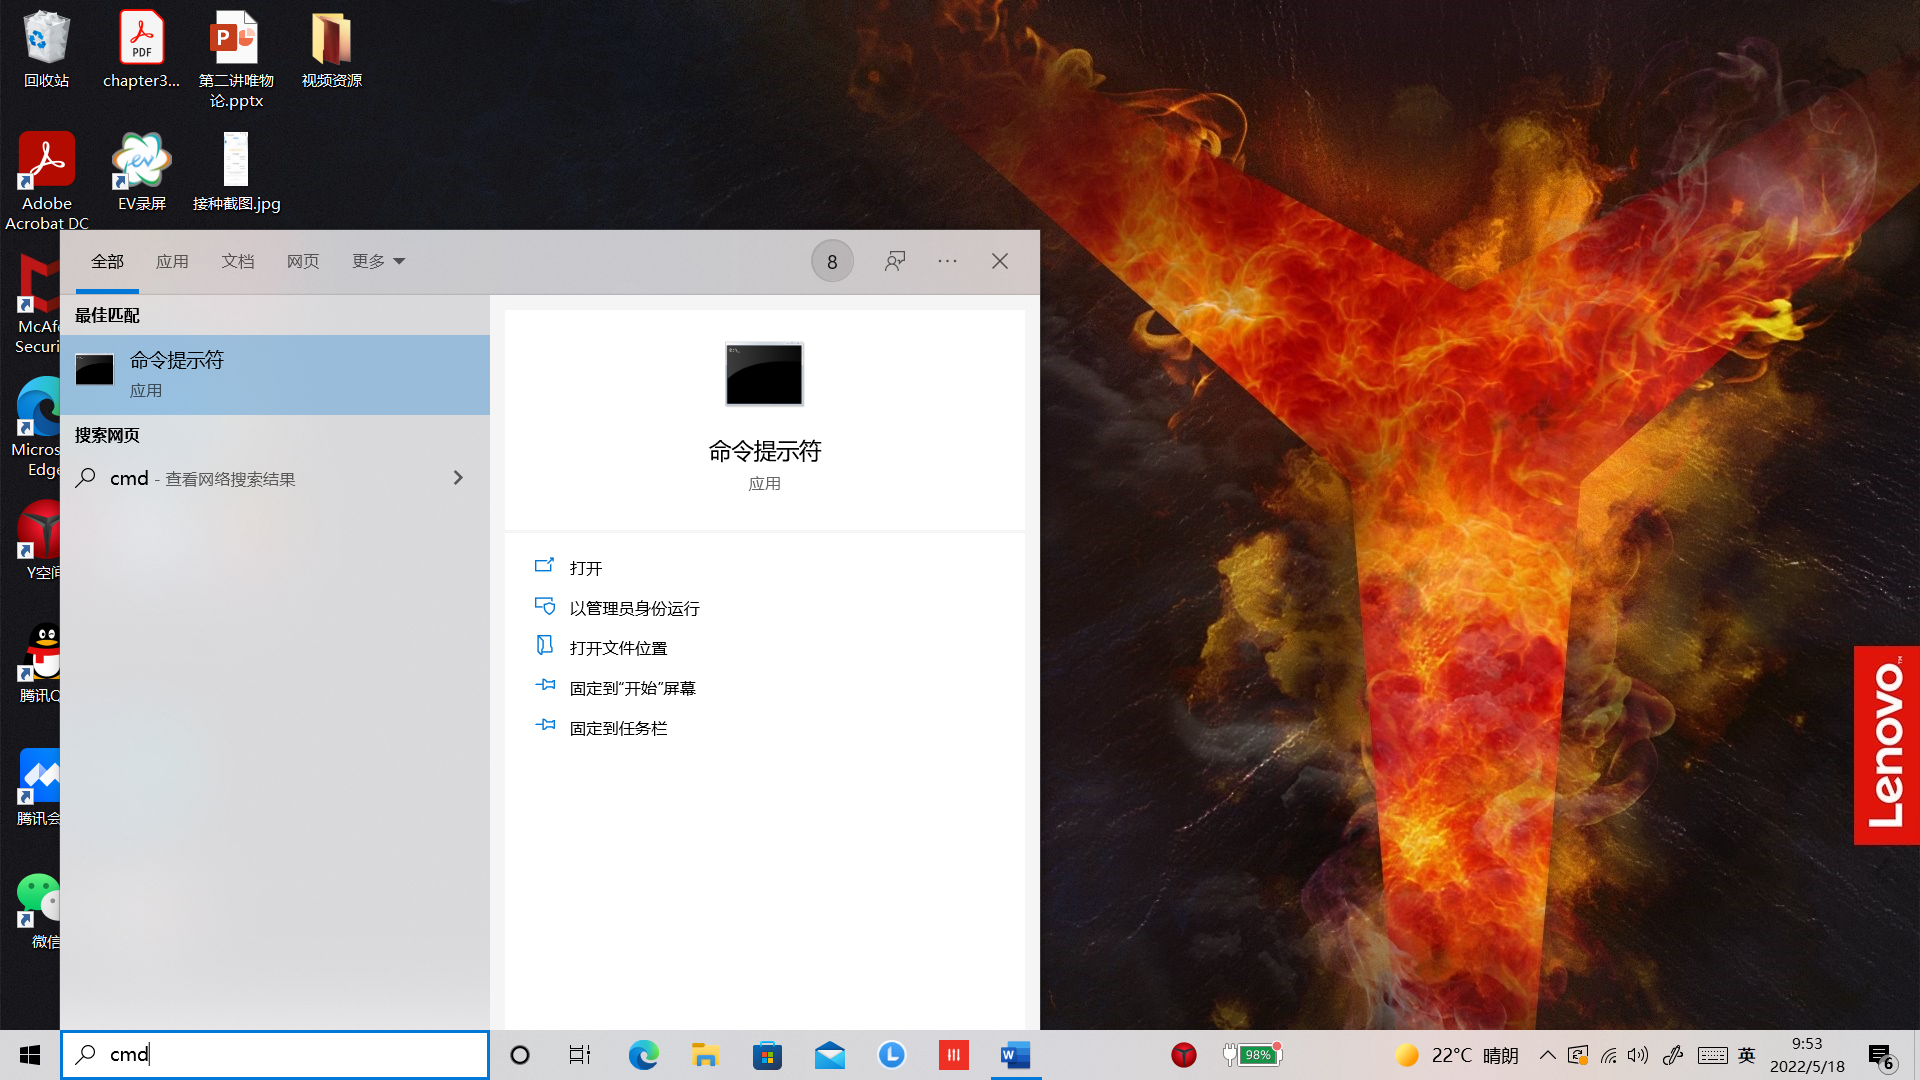 回收站
chapter3...
PDF
第二讲唯物
论.pptx
视频资源
Adobe
Acrobat DC
EV录屏
接种截图.jpg
McAf
Securi
Micros
Edge
Y空间
腾讯Q
腾讯会
微信
全部
应用
文档
网页
更多
8
最佳匹配
命令提示符
应用
搜索网页
cmd - 查看网络搜索结果
命令提示符
应用
打开
以管理员身份运行
打开文件位置
固定到“开始”屏幕
固定到任务栏
Lenovo™
cmd
98%
22°C 晴朗
英
9:53
2022/5/18
6